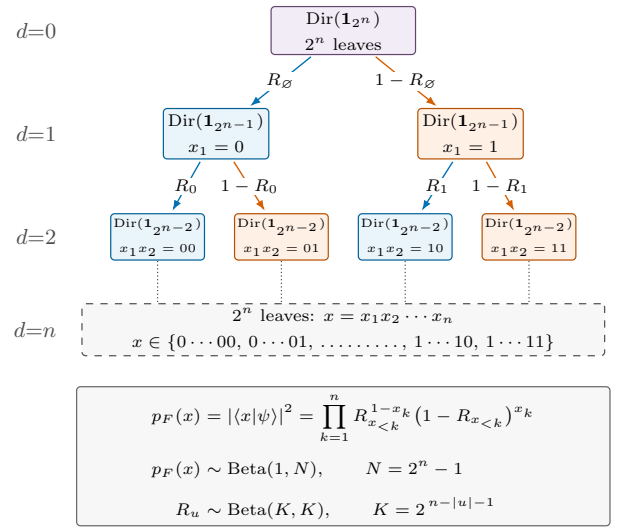 d=0
Dir(𝟏_{2^n})
2^n leaves
R_∅ 1 − R_∅
d=1
Dir(𝟏_{2^{n−1}}) Dir(𝟏_{2^{n−1}})
x_1 = 0 x_1 = 1
R_0 1 − R_0 R_1 1 − R_1
d=2
Dir(𝟏_{2^{n−2}}) Dir(𝟏_{2^{n−2}}) Dir(𝟏_{2^{n−2}}) Dir(𝟏_{2^{n−2}})
x_1x_2 = 00 x_1x_2 = 01 x_1x_2 = 10 x_1x_2 = 11
d=n
2^n leaves: x = x_1x_2 ⋯ x_n
x ∈ {0 ⋯ 00, 0 ⋯ 01, ………, 1 ⋯ 10, 1 ⋯ 11}
p_F(x) = |⟨x|ψ⟩|^2 = ∏_{k=1}^{n} R_{x_{<k}}^{1−x_k} (1 − R_{x_{<k}})^{x_k}
p_F(x) ∼ Beta(1, N), N = 2^n − 1
R_u ∼ Beta(K, K), K = 2^{n−|u|−1}